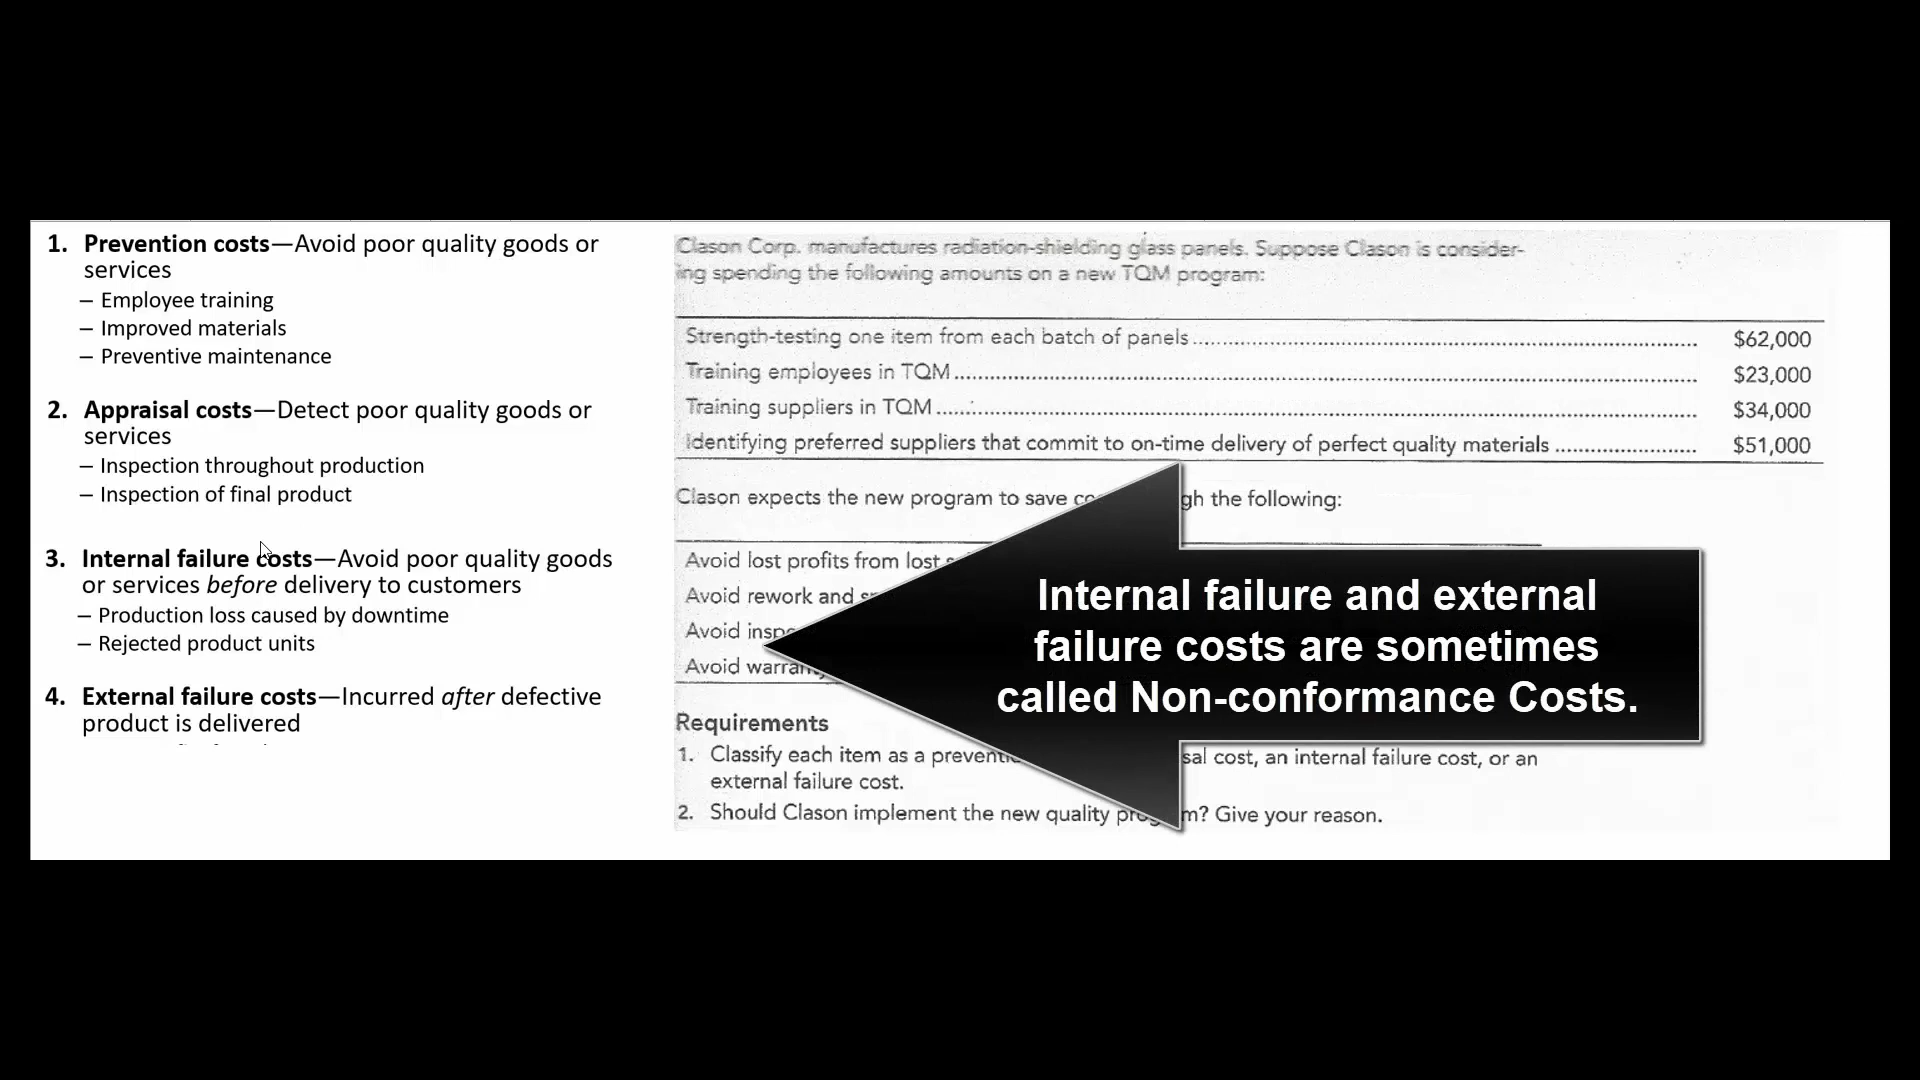 1. Prevention costs—Avoid poor quality goods or
services
– Employee training
– Improved materials
– Preventive maintenance
2. Appraisal costs—Detect poor quality goods or
services
– Inspection throughout production
– Inspection of final product
3. Internal failure costs—Avoid poor quality goods
or services before delivery to customers
– Production loss caused by downtime
– Rejected product units
4. External failure costs—Incurred after defective
product is delivered
Clason Corp. manufactures radiation-shielding glass panels. Suppose Clason is consider-
ing spending the following amounts on a new TQM program:
Strength-testing one item from each batch of panels $62,000
Training employees in TQM $23,000
Training suppliers in TQM $34,000
Identifying preferred suppliers that commit to on-time delivery of perfect quality materials $51,000
Clason expects the new program to save the following:
Avoid lost profits from lost
Avoid rework and
Avoid
Avoid
Internal failure and external
failure costs are sometimes
called Non-conformance Costs.
Requirements
1. Classify each item as a cost, an internal failure cost, or an
external failure cost.
2. Should Clason implement the new quality Give your reason.